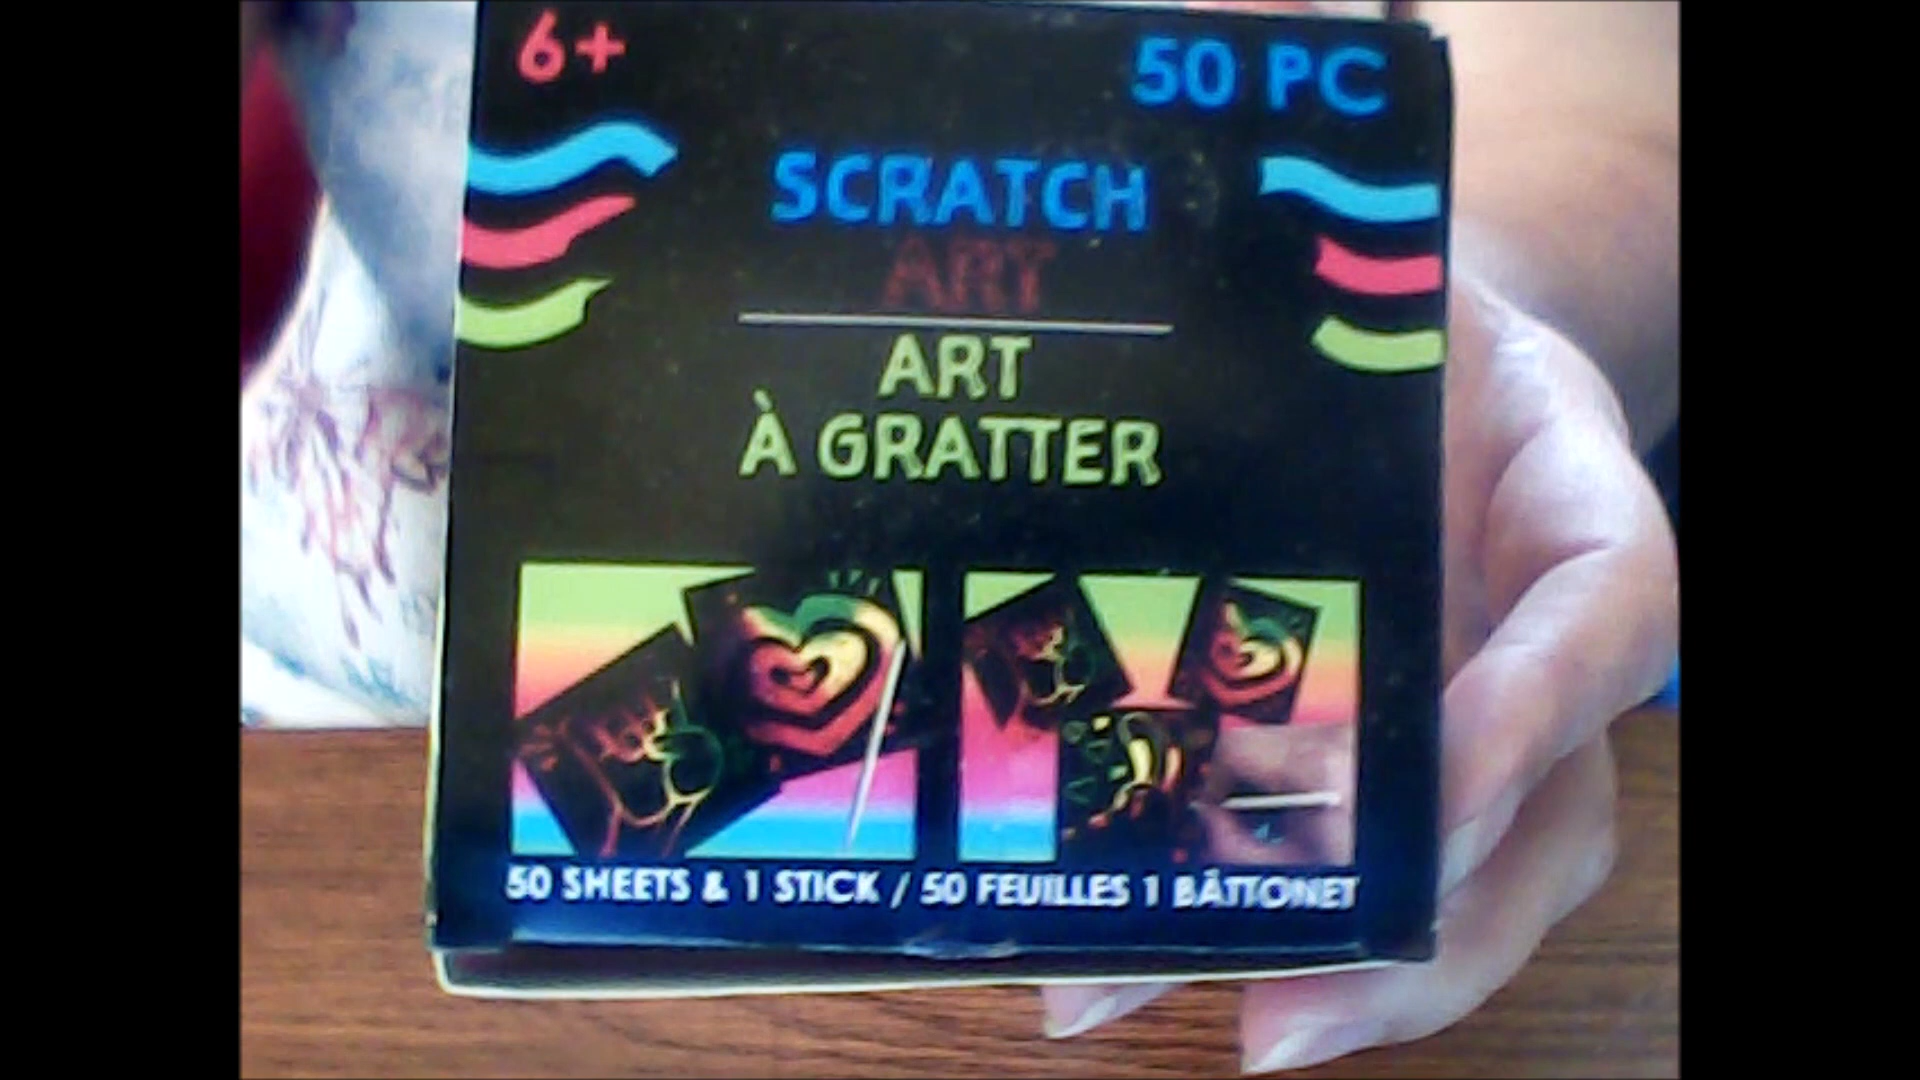 6+
50 PC
SCRATCH
ART
ART
À GRATTER
50 SHEETS & 1 STICK / 50 FEUILLES 1 BÂTTONET